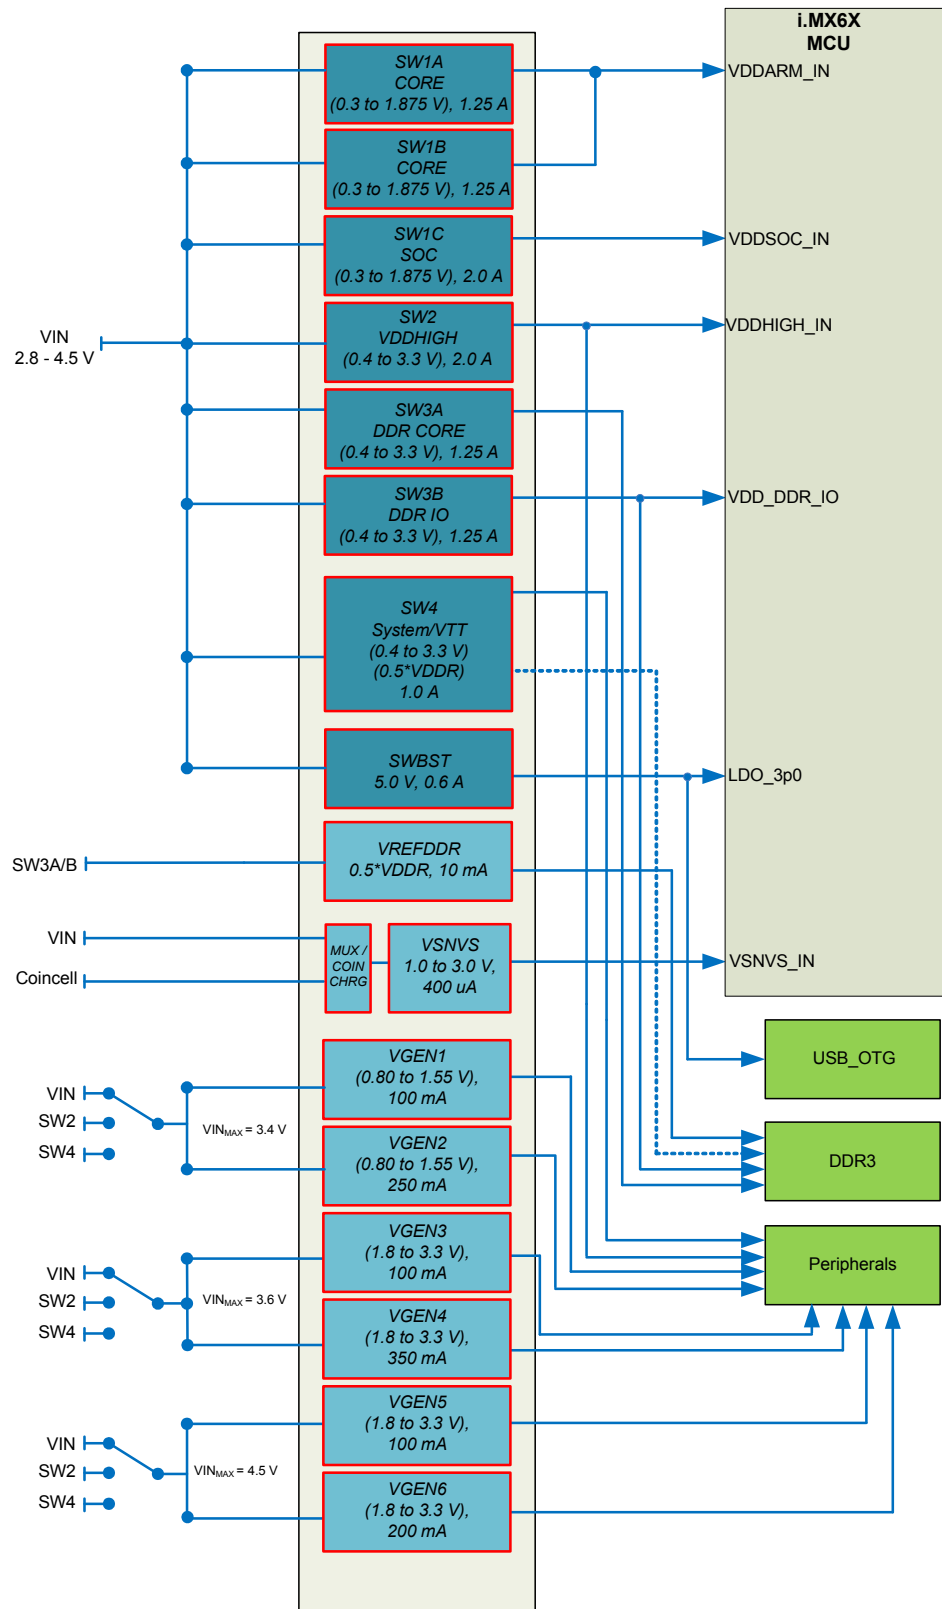 i.MX6X
MCU
SW1A
CORE
(0.3 to 1.875 V), 1.25 A
VDDARM_IN
SW1B
CORE
(0.3 to 1.875 V), 1.25 A
SW1C
SOC
(0.3 to 1.875 V), 2.0 A
VDDSOC_IN
VIN
2.8 - 4.5 V
SW2
VDDHIGH
(0.4 to 3.3 V), 2.0 A
VDDHIGH_IN
SW3A
DDR CORE
(0.4 to 3.3 V), 1.25 A
SW3B
DDR IO
(0.4 to 3.3 V), 1.25 A
VDD_DDR_IO
SW4
System/VTT
(0.4 to 3.3 V)
(0.5*VDDR)
1.0 A
SWBST
5.0 V, 0.6 A
LDO_3p0
SW3A/B
VREFDDR
0.5*VDDR, 10 mA
VIN
Coincell
MUX /
COIN
CHRG
VSNVS
1.0 to 3.0 V,
400 uA
VSNVS_IN
USB_OTG
VIN
SW2
SW4
VINMAX = 3.4 V
VGEN1
(0.80 to 1.55 V),
100 mA
VGEN2
(0.80 to 1.55 V),
250 mA
DDR3
VIN
SW2
SW4
VINMAX = 3.6 V
VGEN3
(1.8 to 3.3 V),
100 mA
VGEN4
(1.8 to 3.3 V),
350 mA
Peripherals
VIN
SW2
SW4
VINMAX = 4.5 V
VGEN5
(1.8 to 3.3 V),
100 mA
VGEN6
(1.8 to 3.3 V),
200 mA